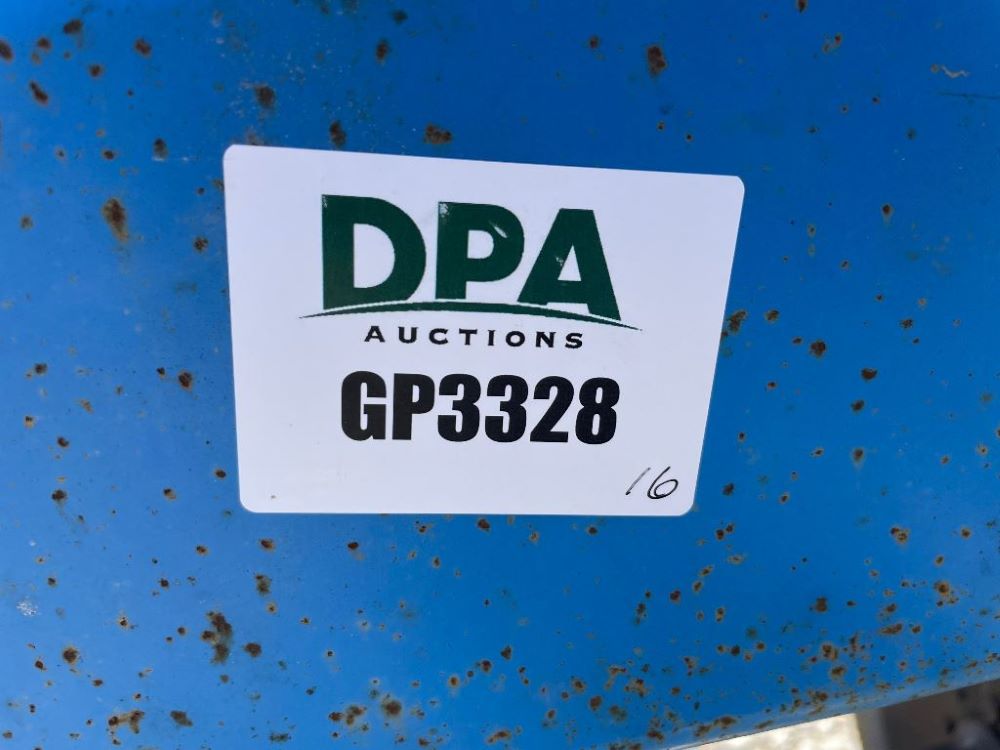 DPA
AUCTIONS
GP3328
16